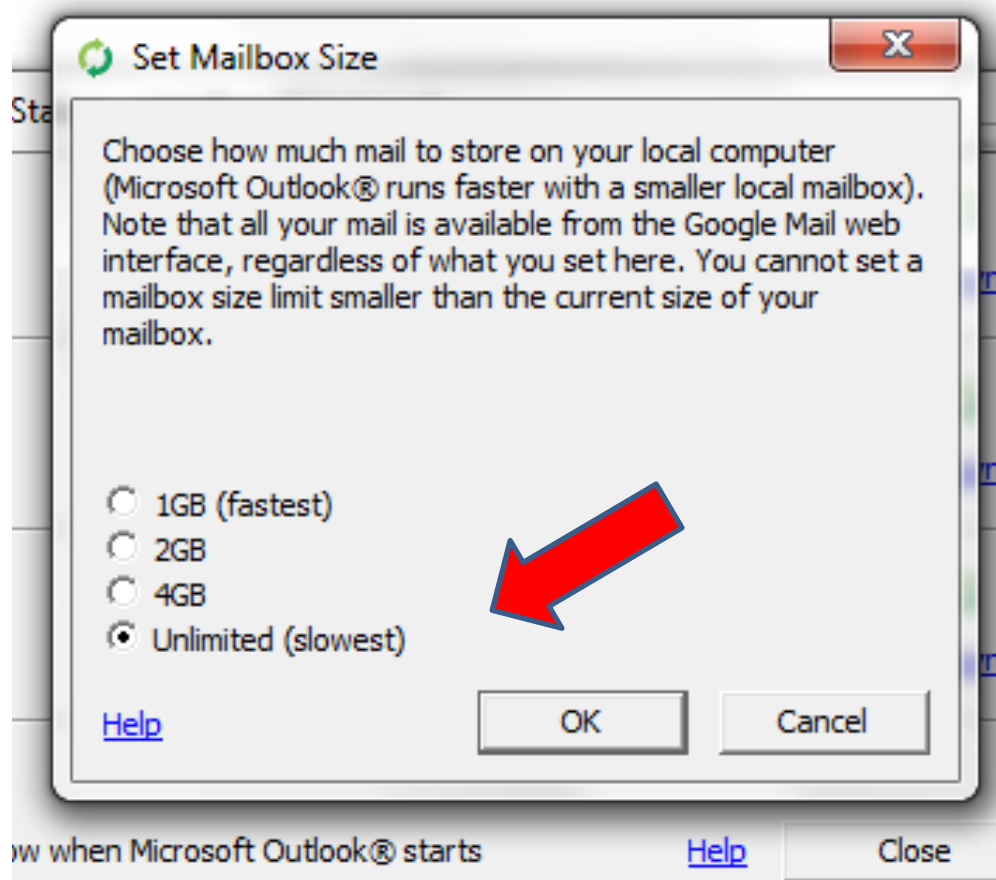 Set Mailbox Size
Sta
Choose how much mail to store on your local computer
(Microsoft Outlook® runs faster with a smaller local mailbox).
Note that all your mail is available from the Google Mail web
interface, regardless of what you set here. You cannot set a
mailbox size limit smaller than the current size of your
mailbox.
1GB (fastest)
2GB
4GB
Unlimited (slowest)
Help
OK
Cancel
ow when Microsoft Outlook® starts
Help
Close